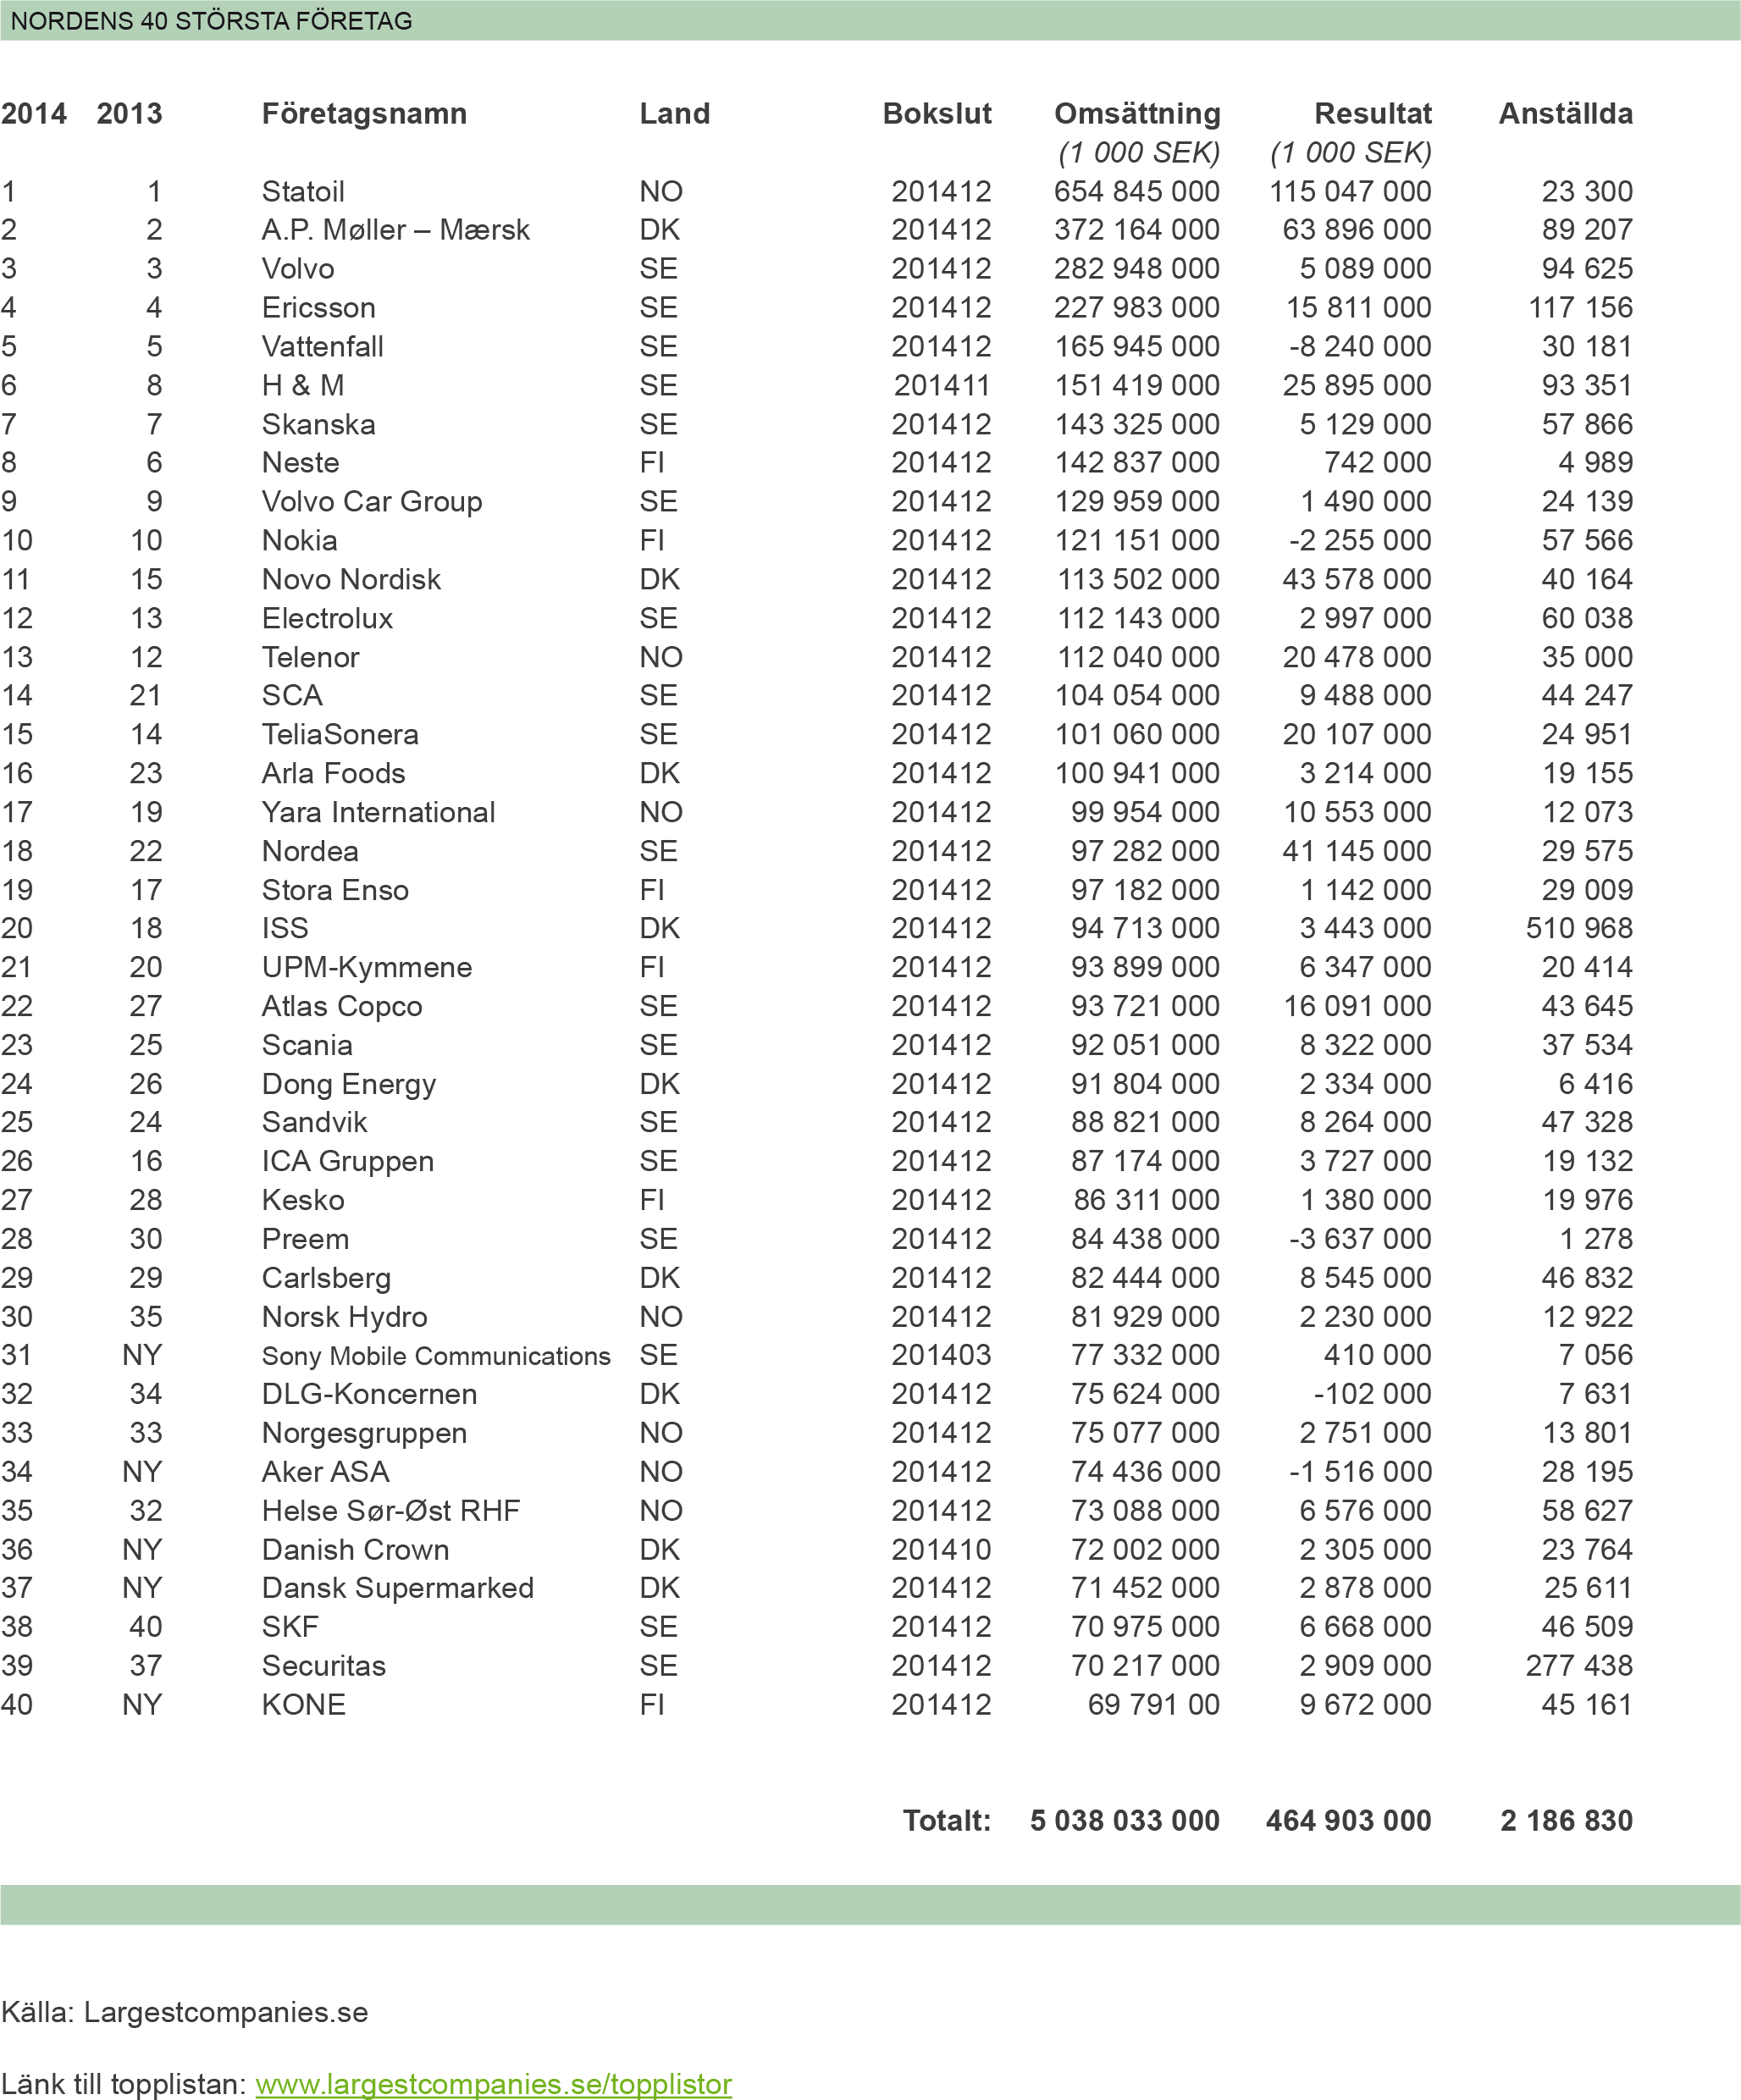 NORDENS 40 STÖRSTA FÖRETAG
2014 2013 Företagsnamn Land Bokslut Omsättning Resultat Anställda
(1 000 SEK) (1 000 SEK)
1 1 Statoil NO 201412 654 845 000 115 047 000 23 300
2 2 A.P. Møller – Mærsk DK 201412 372 164 000 63 896 000 89 207
3 3 Volvo SE 201412 282 948 000 5 089 000 94 625
4 4 Ericsson SE 201412 227 983 000 15 811 000 117 156
5 5 Vattenfall SE 201412 165 945 000 -8 240 000 30 181
6 8 H & M SE 201411 151 419 000 25 895 000 93 351
7 7 Skanska SE 201412 143 325 000 5 129 000 57 866
8 6 Neste FI 201412 142 837 000 742 000 4 989
9 9 Volvo Car Group SE 201412 129 959 000 1 490 000 24 139
10 10 Nokia FI 201412 121 151 000 -2 255 000 57 566
11 15 Novo Nordisk DK 201412 113 502 000 43 578 000 40 164
12 13 Electrolux SE 201412 112 143 000 2 997 000 60 038
13 12 Telenor NO 201412 112 040 000 20 478 000 35 000
14 21 SCA SE 201412 104 054 000 9 488 000 44 247
15 14 TeliaSonera SE 201412 101 060 000 20 107 000 24 951
16 23 Arla Foods DK 201412 100 941 000 3 214 000 19 155
17 19 Yara International NO 201412 99 954 000 10 553 000 12 073
18 22 Nordea SE 201412 97 282 000 41 145 000 29 575
19 17 Stora Enso FI 201412 97 182 000 1 142 000 29 009
20 18 ISS DK 201412 94 713 000 3 443 000 510 968
21 20 UPM-Kymmene FI 201412 93 899 000 6 347 000 20 414
22 27 Atlas Copco SE 201412 93 721 000 16 091 000 43 645
23 25 Scania SE 201412 92 051 000 8 322 000 37 534
24 26 Dong Energy DK 201412 91 804 000 2 334 000 6 416
25 24 Sandvik SE 201412 88 821 000 8 264 000 47 328
26 16 ICA Gruppen SE 201412 87 174 000 3 727 000 19 132
27 28 Kesko FI 201412 86 311 000 1 380 000 19 976
28 30 Preem SE 201412 84 438 000 -3 637 000 1 278
29 29 Carlsberg DK 201412 82 444 000 8 545 000 46 832
30 35 Norsk Hydro NO 201412 81 929 000 2 230 000 12 922
31 NY Sony Mobile Communications SE 201403 77 332 000 410 000 7 056
32 34 DLG-Koncernen DK 201412 75 624 000 -102 000 7 631
33 33 Norgesgruppen NO 201412 75 077 000 2 751 000 13 801
34 NY Aker ASA NO 201412 74 436 000 -1 516 000 28 195
35 32 Helse Sør-Øst RHF NO 201412 73 088 000 6 576 000 58 627
36 NY Danish Crown DK 201410 72 002 000 2 305 000 23 764
37 NY Dansk Supermarked DK 201412 71 452 000 2 878 000 25 611
38 40 SKF SE 201412 70 975 000 6 668 000 46 509
39 37 Securitas SE 201412 70 217 000 2 909 000 277 438
40 NY KONE FI 201412 69 791 00 9 672 000 45 161
Totalt: 5 038 033 000 464 903 000 2 186 830
Källa: Largestcompanies.se
Länk till topplistan: www.largestcompanies.se/topplistor